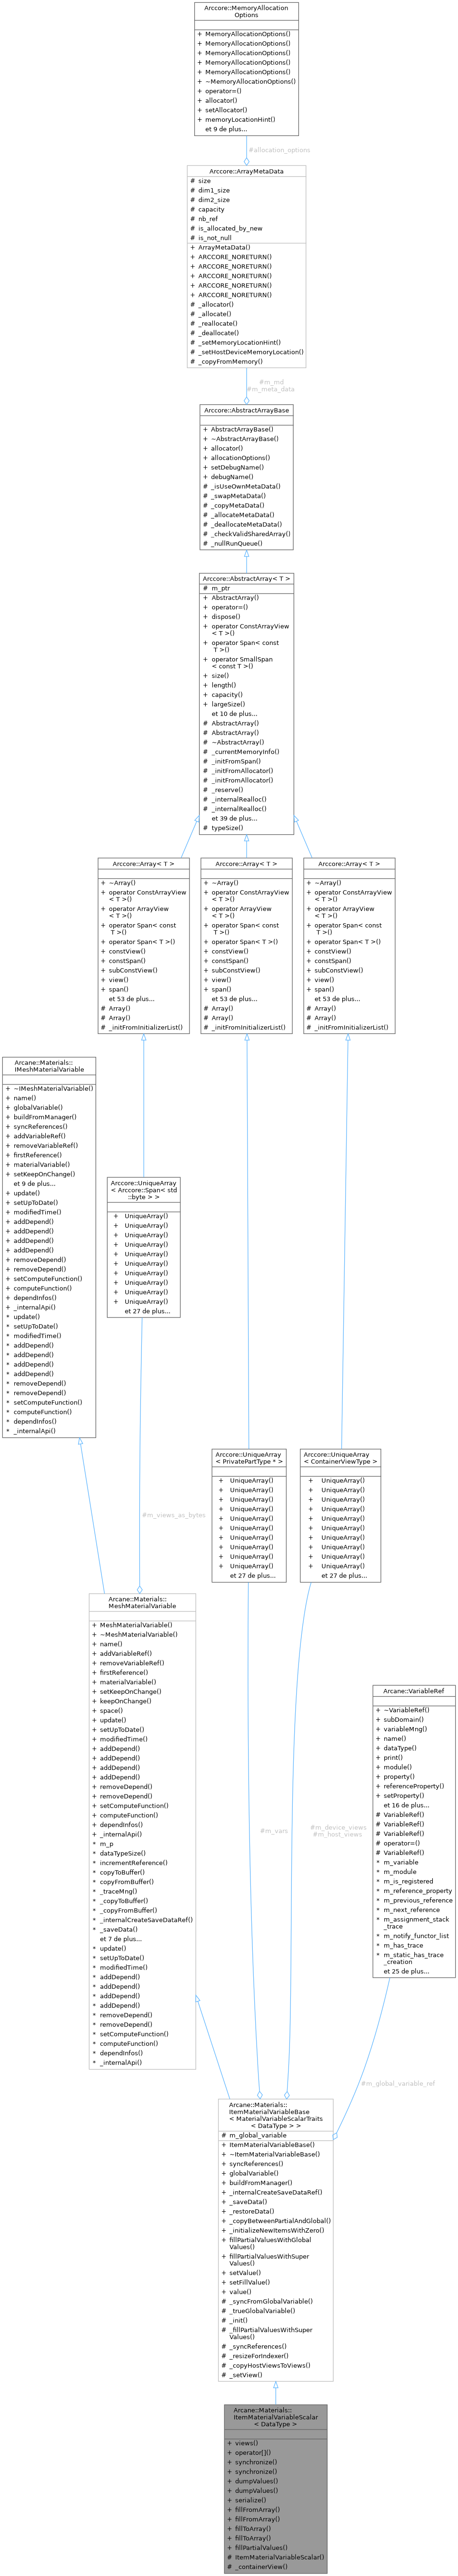 Arccore::MemoryAllocation
Options
+ MemoryAllocationOptions()
+ MemoryAllocationOptions()
+ MemoryAllocationOptions()
+ MemoryAllocationOptions()
+ MemoryAllocationOptions()
+ ~MemoryAllocationOptions()
+ operator=()
+ allocator()
+ setAllocator()
+ memoryLocationHint()
et 9 de plus...
#allocation_options
Arccore::ArrayMetaData
# size
# dim1_size
# dim2_size
# capacity
# nb_ref
# is_allocated_by_new
# is_not_null
+ ArrayMetaData()
+ ARCCORE_NORETURN()
+ ARCCORE_NORETURN()
+ ARCCORE_NORETURN()
+ ARCCORE_NORETURN()
+ ARCCORE_NORETURN()
# _allocator()
# _allocate()
# _reallocate()
# _deallocate()
# _setMemoryLocationHint()
# _setHostDeviceMemoryLocation()
# _copyFromMemory()
#m_md
#m_meta_data
Arccore::AbstractArrayBase
+ AbstractArrayBase()
+ ~AbstractArrayBase()
+ allocator()
+ allocationOptions()
+ setDebugName()
+ debugName()
# _isUseOwnMetaData()
# _swapMetaData()
# _copyMetaData()
# _allocateMetaData()
# _deallocateMetaData()
# _checkValidSharedArray()
# _nullRunQueue()
Arccore::AbstractArray< T >
# m_ptr
+ AbstractArray()
+ operator=()
+ dispose()
+ operator ConstArrayView
< T >()
+ operator Span< const
T >()
+ operator SmallSpan
< const T >()
+ size()
+ length()
+ capacity()
+ largeSize()
et 10 de plus...
# AbstractArray()
# AbstractArray()
# ~AbstractArray()
# _currentMemoryInfo()
# _initFromSpan()
# _initFromAllocator()
# _initFromAllocator()
# _reserve()
# _internalRealloc()
# _internalRealloc()
et 39 de plus...
# typeSize()
Arccore::Array< T >
+ ~Array()
+ operator ConstArrayView
< T >()
+ operator ArrayView
< T >()
+ operator Span< const
T >()
+ operator Span< T >()
+ constView()
+ constSpan()
+ subConstView()
+ view()
+ span()
et 53 de plus...
# Array()
# Array()
# _initFromInitializerList()
Arccore::Array< T >
+ ~Array()
+ operator ConstArrayView
< T >()
+ operator ArrayView
< T >()
+ operator Span< const
T >()
+ operator Span< T >()
+ constView()
+ constSpan()
+ subConstView()
+ view()
+ span()
et 53 de plus...
# Array()
# Array()
# _initFromInitializerList()
Arccore::Array< T >
+ ~Array()
+ operator ConstArrayView
< T >()
+ operator ArrayView
< T >()
+ operator Span< const
T >()
+ operator Span< T >()
+ constView()
+ constSpan()
+ subConstView()
+ view()
+ span()
et 53 de plus...
# Array()
# Array()
# _initFromInitializerList()
Arcane::Materials::
IMeshMaterialVariable
+ ~IMeshMaterialVariable()
+ name()
+ globalVariable()
+ buildFromManager()
+ syncReferences()
+ addVariableRef()
+ removeVariableRef()
+ firstReference()
+ materialVariable()
+ setKeepOnChange()
et 9 de plus...
+ update()
+ setUpToDate()
+ modifiedTime()
+ addDepend()
+ addDepend()
+ addDepend()
+ addDepend()
+ removeDepend()
+ removeDepend()
+ setComputeFunction()
+ computeFunction()
+ dependInfos()
+ _internalApi()
* update()
* setUpToDate()
* modifiedTime()
* addDepend()
* addDepend()
* addDepend()
* addDepend()
* removeDepend()
* removeDepend()
* setComputeFunction()
* computeFunction()
* dependInfos()
* _internalApi()
Arccore::UniqueArray
< Arccore::Span< std
::byte > >
+ UniqueArray()
+ UniqueArray()
+ UniqueArray()
+ UniqueArray()
+ UniqueArray()
+ UniqueArray()
+ UniqueArray()
+ UniqueArray()
+ UniqueArray()
+ UniqueArray()
et 27 de plus...
Arccore::UniqueArray
< PrivatePartType * >
+ UniqueArray()
+ UniqueArray()
+ UniqueArray()
+ UniqueArray()
+ UniqueArray()
+ UniqueArray()
+ UniqueArray()
+ UniqueArray()
+ UniqueArray()
+ UniqueArray()
et 27 de plus...
Arccore::UniqueArray
< ContainerViewType >
+ UniqueArray()
+ UniqueArray()
+ UniqueArray()
+ UniqueArray()
+ UniqueArray()
+ UniqueArray()
+ UniqueArray()
+ UniqueArray()
+ UniqueArray()
+ UniqueArray()
et 27 de plus...
#m_views_as_bytes
Arcane::Materials::
MeshMaterialVariable
+ MeshMaterialVariable()
+ ~MeshMaterialVariable()
+ name()
+ addVariableRef()
+ removeVariableRef()
+ firstReference()
+ materialVariable()
+ setKeepOnChange()
+ keepOnChange()
+ space()
+ update()
+ setUpToDate()
+ modifiedTime()
+ addDepend()
+ addDepend()
+ addDepend()
+ addDepend()
+ removeDepend()
+ removeDepend()
+ setComputeFunction()
+ computeFunction()
+ dependInfos()
+ _internalApi()
* m_p
* dataTypeSize()
* incrementReference()
* copyToBuffer()
* copyFromBuffer()
* _traceMng()
* _copyToBuffer()
* _copyFromBuffer()
* _internalCreateSaveDataRef()
* _saveData()
et 7 de plus...
* update()
* setUpToDate()
* modifiedTime()
* addDepend()
* addDepend()
* addDepend()
* addDepend()
* removeDepend()
* removeDepend()
* setComputeFunction()
* computeFunction()
* dependInfos()
* _internalApi()
Arcane::VariableRef
+ ~VariableRef()
+ subDomain()
+ variableMng()
+ name()
+ dataType()
+ print()
+ module()
+ property()
+ referenceProperty()
+ setProperty()
et 16 de plus...
# VariableRef()
# VariableRef()
# VariableRef()
# operator=()
# VariableRef()
* m_variable
* m_module
* m_is_registered
* m_reference_property
* m_previous_reference
* m_next_reference
* m_assignment_stack
_trace
* m_notify_functor_list
* m_has_trace
* m_static_has_trace
_creation
et 25 de plus...
#m_vars
#m_device_views
#m_host_views
#m_global_variable_ref
Arcane::Materials::
ItemMaterialVariableBase
< MaterialVariableScalarTraits
< DataType > >
# m_global_variable
+ ItemMaterialVariableBase()
+ ~ItemMaterialVariableBase()
+ syncReferences()
+ globalVariable()
+ buildFromManager()
+ _internalCreateSaveDataRef()
+ _saveData()
+ _restoreData()
+ _copyBetweenPartialAndGlobal()
+ _initializeNewItemsWithZero()
+ fillPartialValuesWithGlobal
Values()
+ fillPartialValuesWithSuper
Values()
+ setValue()
+ setFillValue()
+ value()
# _syncFromGlobalVariable()
# _trueGlobalVariable()
# _init()
# _fillPartialValuesWithSuper
Values()
# _syncReferences()
# _resizeForIndexer()
# _copyHostViewsToViews()
# _setView()
Arcane::Materials::
ItemMaterialVariableScalar
< DataType >
+ views()
+ operator[]()
+ synchronize()
+ synchronize()
+ dumpValues()
+ dumpValues()
+ serialize()
+ fillFromArray()
+ fillFromArray()
+ fillToArray()
+ fillToArray()
+ fillPartialValues()
# ItemMaterialVariableScalar()
# _containerView()